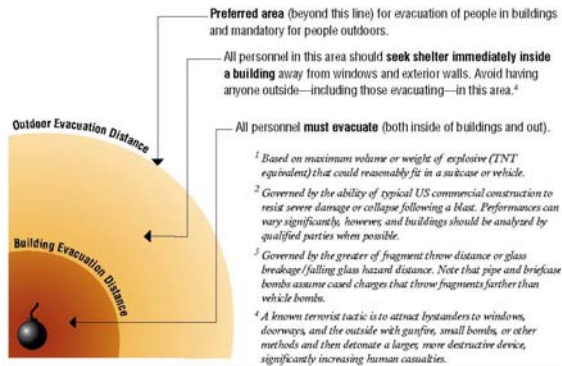 Preferred area (beyond this line) for evacuation of people in buildings
and mandatory for people outdoors.
All personnel in this area should seek shelter immediately inside
a building away from windows and exterior walls. Avoid having
anyone outside—including those evacuating—in this area.⁴
Outdoor Evacuation Distance
All personnel must evacuate (both inside of buildings and out).
Building Evacuation Distance
¹ Based on maximum volume or weight of explosive (TNT
equivalent) that could reasonably fit in a suitcase or vehicle.
² Governed by the ability of typical US commercial construction to
resist severe damage or collapse following a blast. Performances can
vary significantly, however, and buildings should be analyzed by
qualified parties when possible.
³ Governed by the greater of fragment throw distance or glass
breakage/falling glass hazard distance. Note that pipe and briefcase
bombs assume cased charges that throw fragments farther than
vehicle bombs.
⁴ A known terrorist tactic is to attract bystanders to windows,
doorways, and the outside with gunfire, small bombs, or other
methods and then detonate a larger, more destructive device,
significantly increasing human casualties.